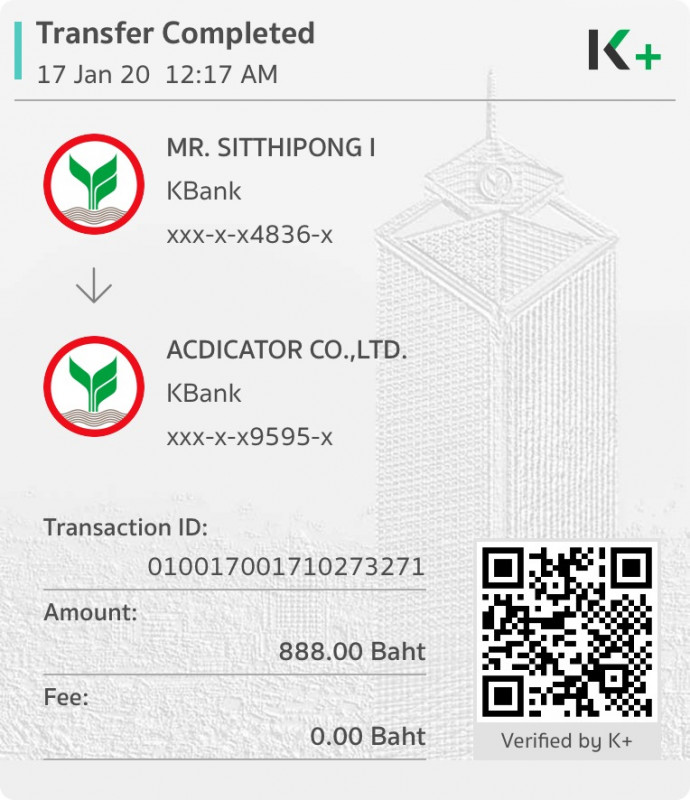 Transfer Completed
17 Jan 20 12:17 AM
K+
MR. SITTHIPONG I
KBank
xxx-x-x4836-x
ACDICATOR CO.,LTD.
KBank
xxx-x-x9595-x
Transaction ID:
010017001710273271
Amount:
888.00 Baht
Fee:
0.00 Baht
Verified by K+